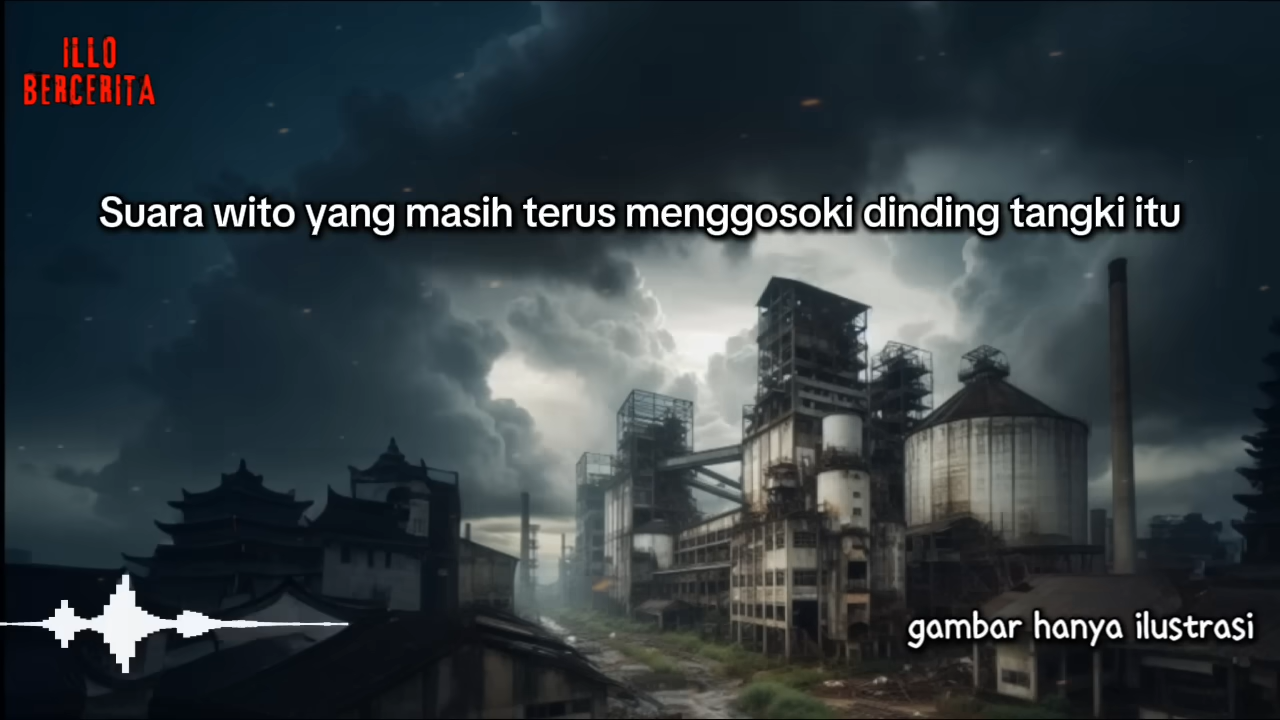 ILLO
BERCERITA
Suara wito yang masih terus menggosoki dinding tangki itu
gambar hanya ilustrasi